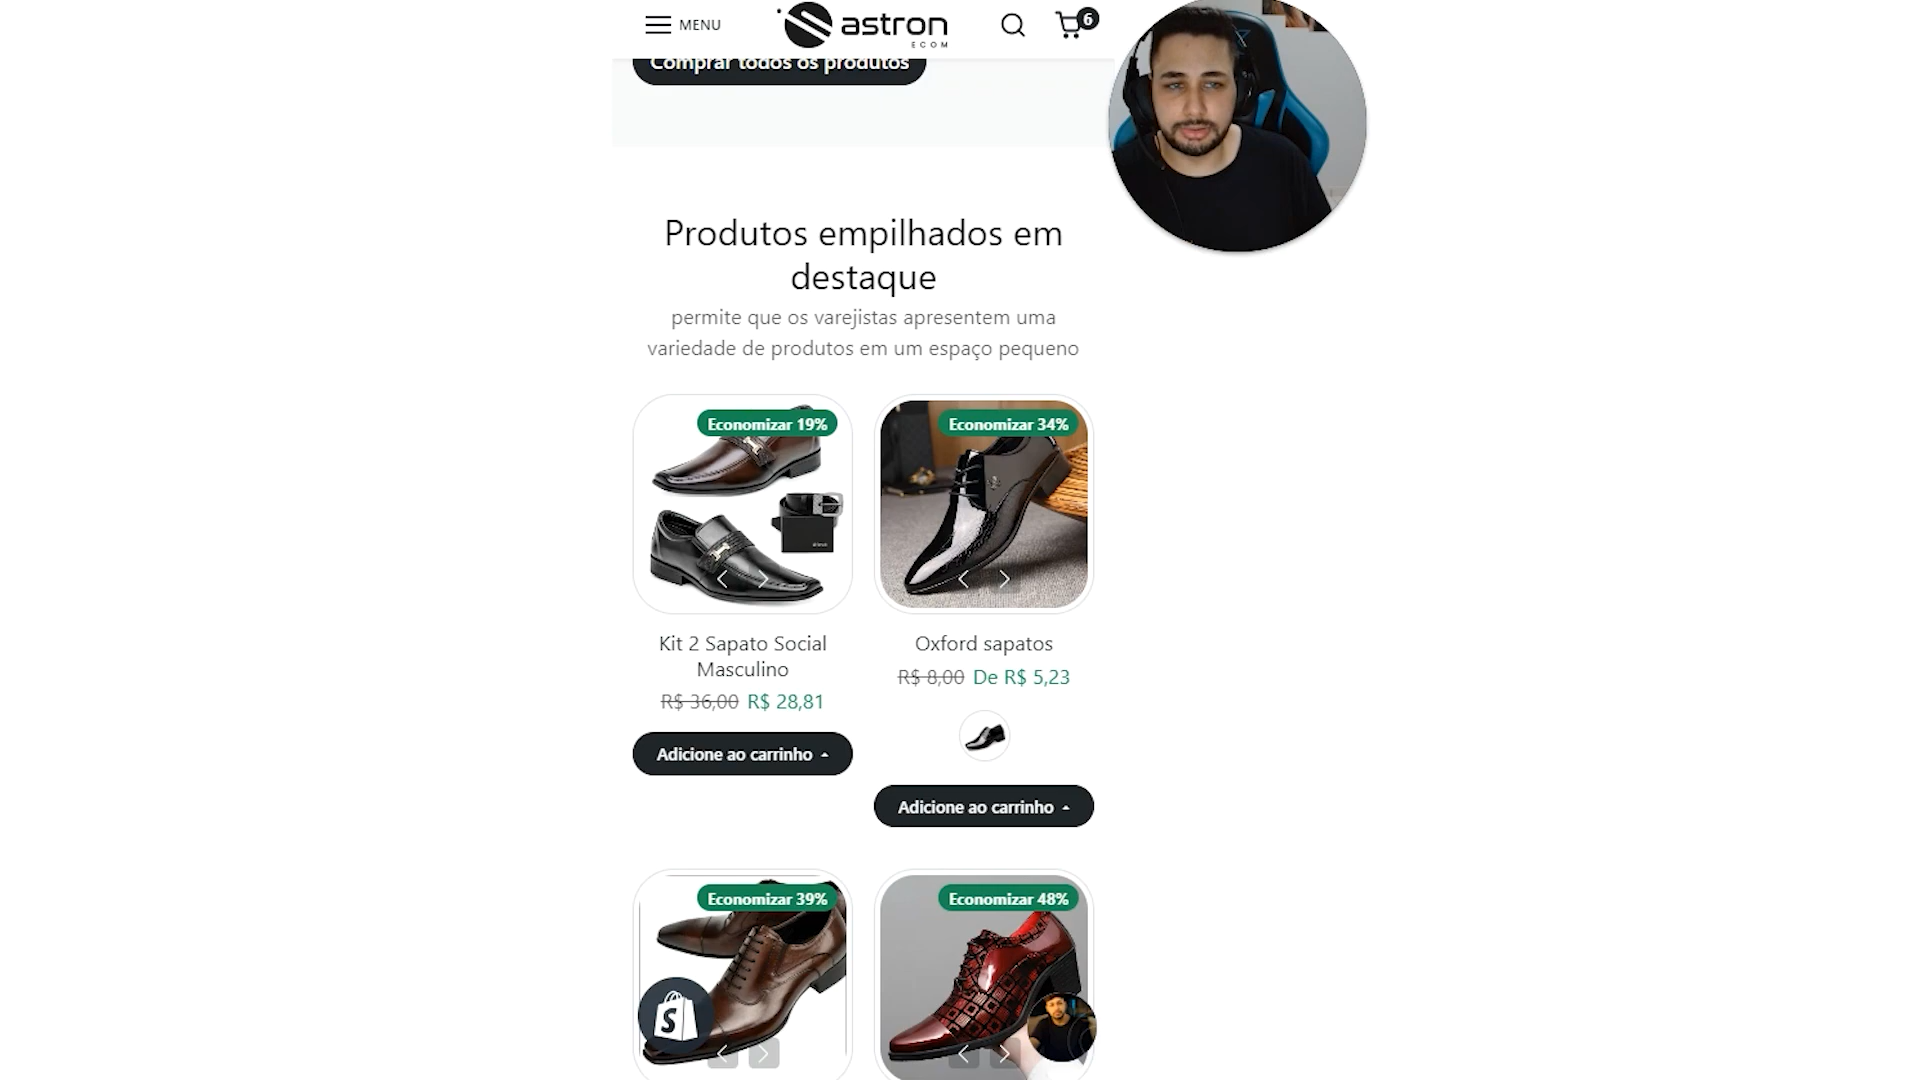 MENU
astron
ECOM
6
Comprar todos os produtos
Produtos empilhados em
destaque
permite que os varejistas apresentem uma
variedade de produtos em um espaço pequeno
Economizar 19%
Economizar 34%
Kit 2 Sapato Social
Masculino
R$ 36,00 R$ 28,81
Adicione ao carrinho
Oxford sapatos
R$ 8,00 De R$ 5,23
Adicione ao carrinho
Economizar 39%
Economizar 48%
S